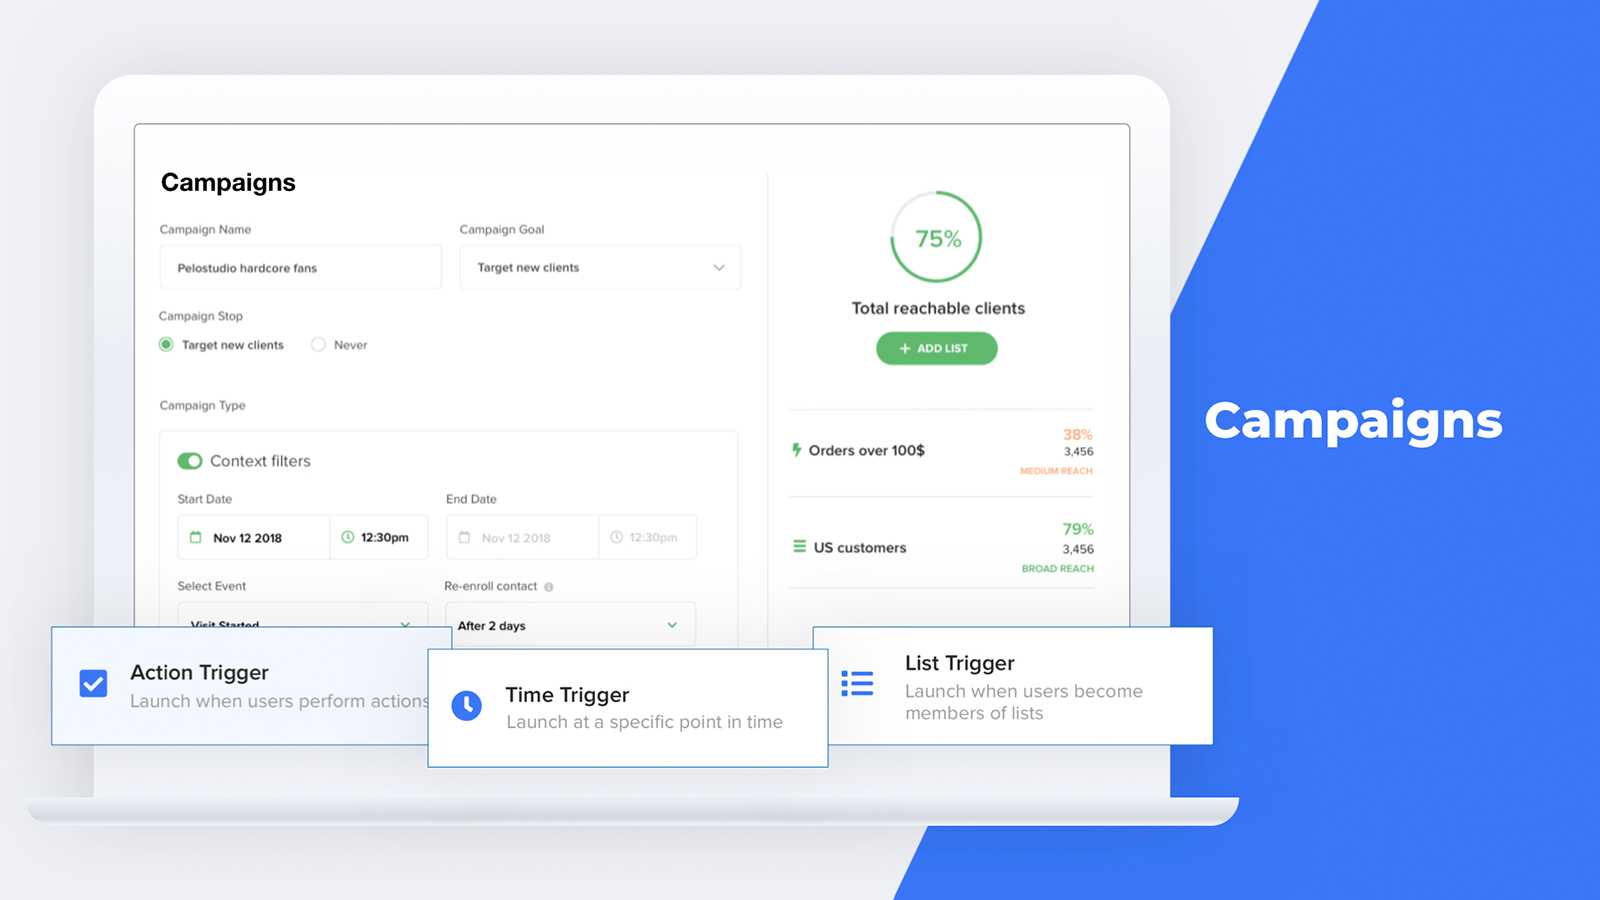 Campaigns
Campaign Name
Campaign Goal
Pelostudio hardcore fans
Target new clients
Campaign Stop
Target new clients
Never
Campaign Type
Context filters
Start Date
End Date
Nov 12 2018
12:30pm
Nov 12 2018
12:30pm
Select Event
Re-enroll contact
Visit Started
After 2 days
75%
Total reachable clients
+ ADD LIST
Orders over 100$
38%
3,456
MEDIUM REACH
US customers
79%
3,456
BROAD REACH
Action Trigger
Launch when users perform actions
Time Trigger
Launch at a specific point in time
List Trigger
Launch when users become
members of lists
Campaigns